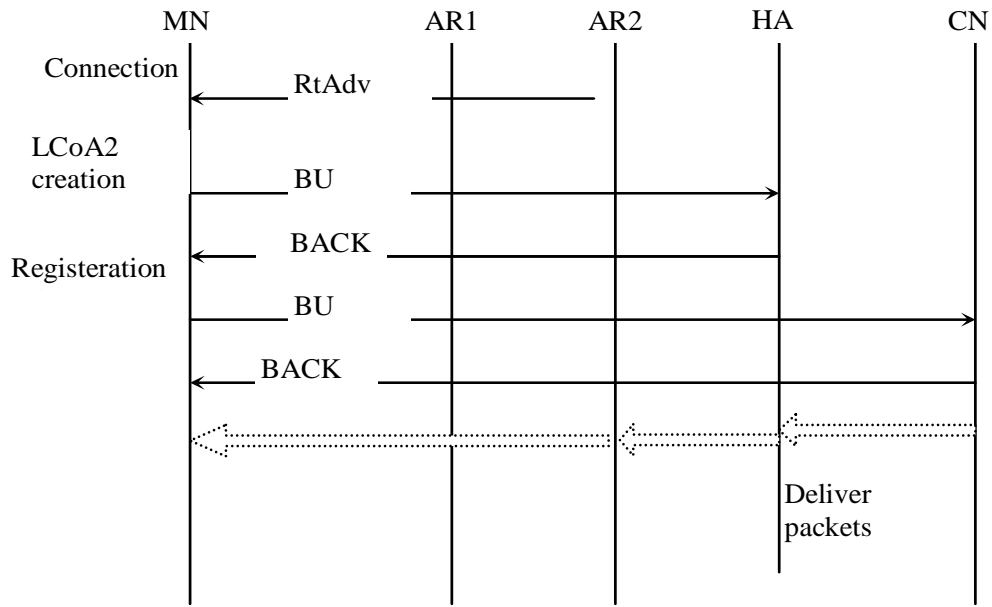 MN AR1 AR2 HA CN
Connection
RtAdv
LCoA2
creation
BU
BACK
Registeration
BU
BACK
Deliver
packets